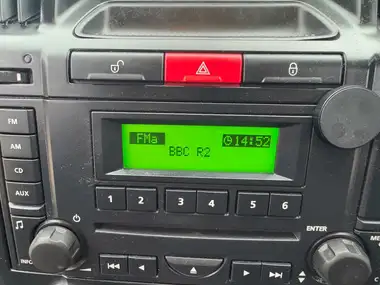 FMa 14:52
BBC R2
FM
AM
CD
AUX
1 2 3 4 5 6
ENTER
INFO